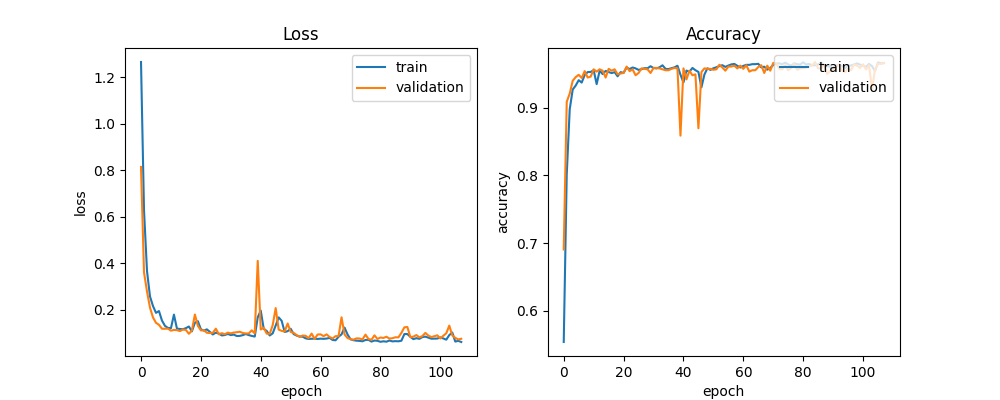 Loss
train
validation
1.2
1.0
0.8
0.6
0.4
0.2
loss
0 20 40 60 80 100
epoch
Accuracy
train
validation
0.9
0.8
0.7
0.6
accuracy
0 20 40 60 80 100
epoch